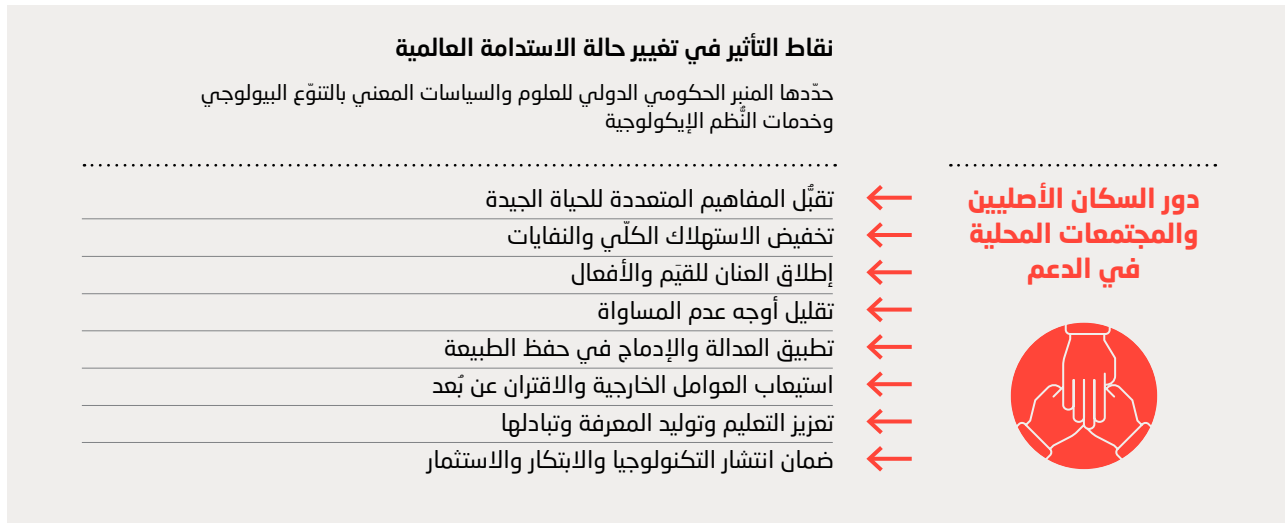 نقاط التأثير في تغيير حالة الاستدامة العالمية
حدّدها المنبر الحكومي الدولي للعلوم والسياسات المعني بالتنوّع البيولوجي
وخدمات النُّظم الإيكولوجية
دور السكان الأصليين
والمجتمعات المحلية
في الدعم
تقبُّل المفاهيم المتعددة للحياة الجيدة
تخفيض الاستهلاك الكلّي والنفايات
إطلاق العنان للقيَم والأفعال
تقليل أوجه عدم المساواة
تطبيق العدالة والإدماج في حفظ الطبيعة
استيعاب العوامل الخارجية والاقتران عن بُعد
تعزيز التعليم وتوليد المعرفة وتبادلها
ضمان انتشار التكنولوجيا والابتكار والاستثمار